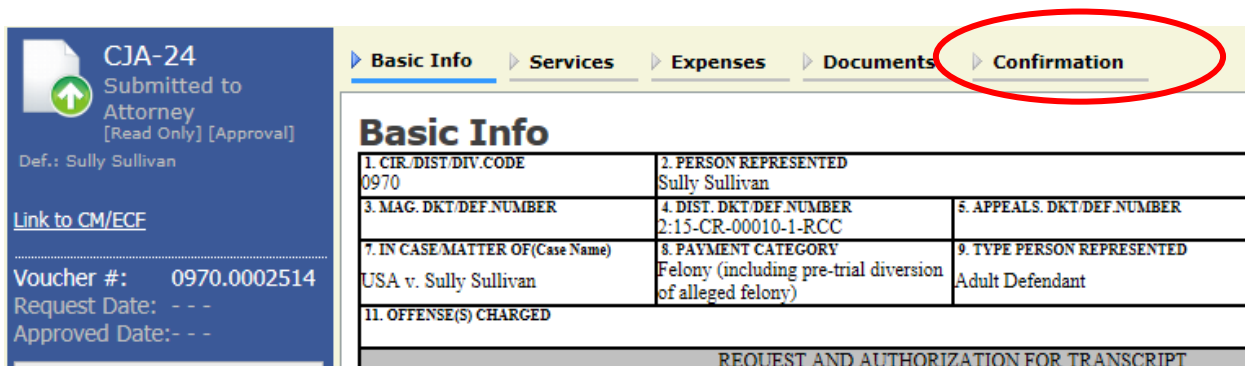 CJA-24
Submitted to
Attorney
[Read Only] [Approval]
Def.: Sully Sullivan
Link to CM/ECF
Voucher #: 0970.0002514
Request Date: - - -
Approved Date:- - -
Basic Info Services Expenses Documents Confirmation
Basic Info
1. CIR./DIST/DIV.CODE 2. PERSON REPRESENTED
0970 Sully Sullivan
3. MAG. DKT/DEF.NUMBER 4. DIST. DKT/DEF.NUMBER 5. APPEALS. DKT/DEF.NUMBER
2:15-CR-00010-1-RCC
7. IN CASE/MATTER OF(Case Name) 8. PAYMENT CATEGORY 9. TYPE PERSON REPRESENTED
USA v. Sully Sullivan Felony (including pre-trial diversion Adult Defendant
of alleged felony)
11. OFFENSE(S) CHARGED
REQUEST AND AUTHORIZATION FOR TRANSCRIPT